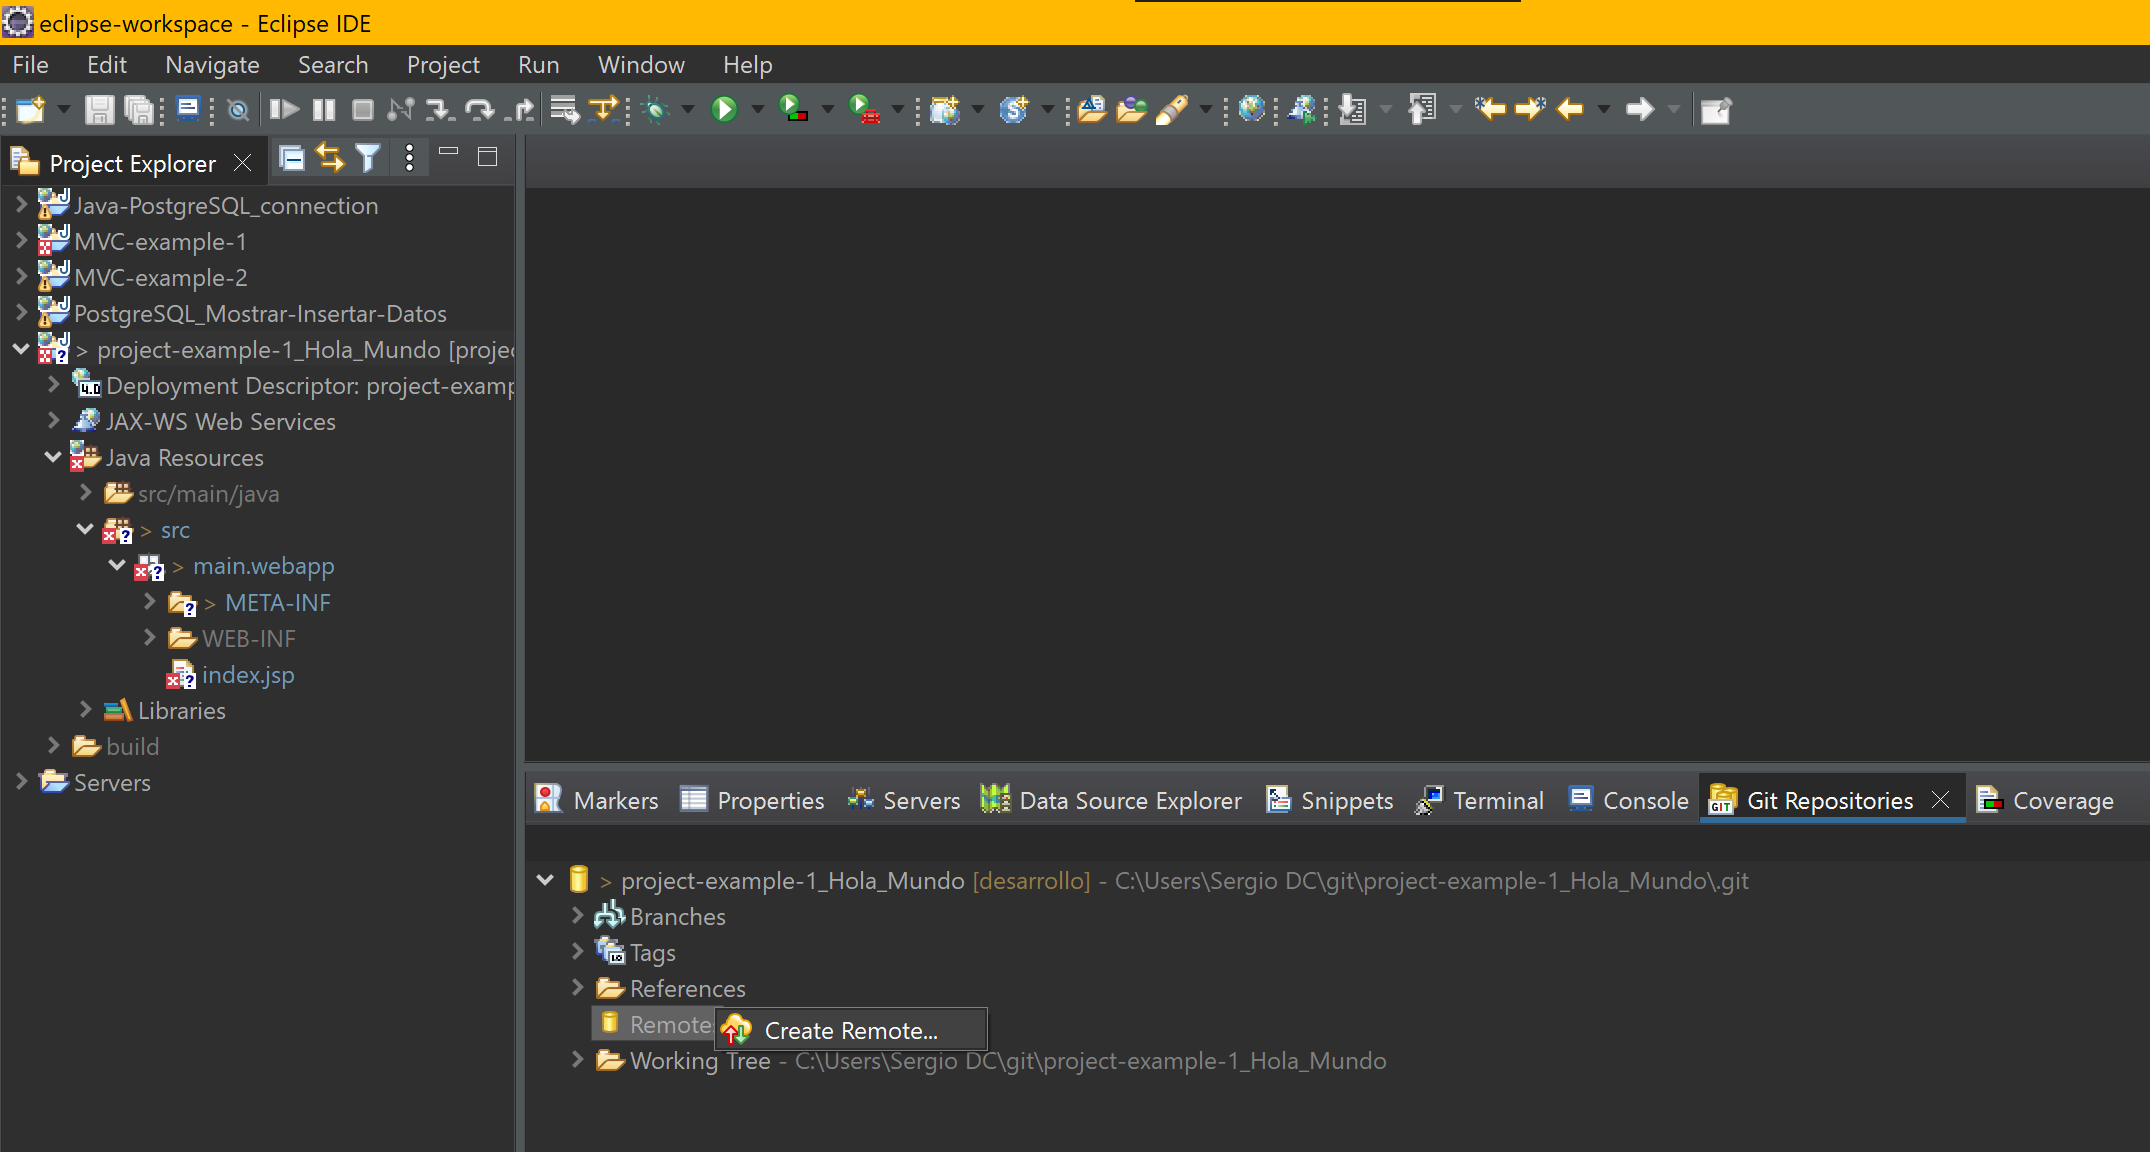 eclipse-workspace - Eclipse IDE
File Edit Navigate Search Project Run Window Help
Project Explorer
Java-PostgreSQL_connection
MVC-example-1
MVC-example-2
PostgreSQL_Mostrar-Insertar-Datos
> project-example-1_Hola_Mundo [projec
Deployment Descriptor: project-examp
JAX-WS Web Services
Java Resources
src/main/java
> src
> main.webapp
> META-INF
WEB-INF
index.jsp
Libraries
build
Servers
Markers Properties Servers Data Source Explorer Snippets Terminal Console Git Repositories Coverage
> project-example-1_Hola_Mundo [desarrollo] - C:\Users\Sergio DC\git\project-example-1_Hola_Mundo\.git
Branches
Tags
References
Remote
Create Remote...
Working Tree - C:\Users\Sergio DC\git\project-example-1_Hola_Mundo